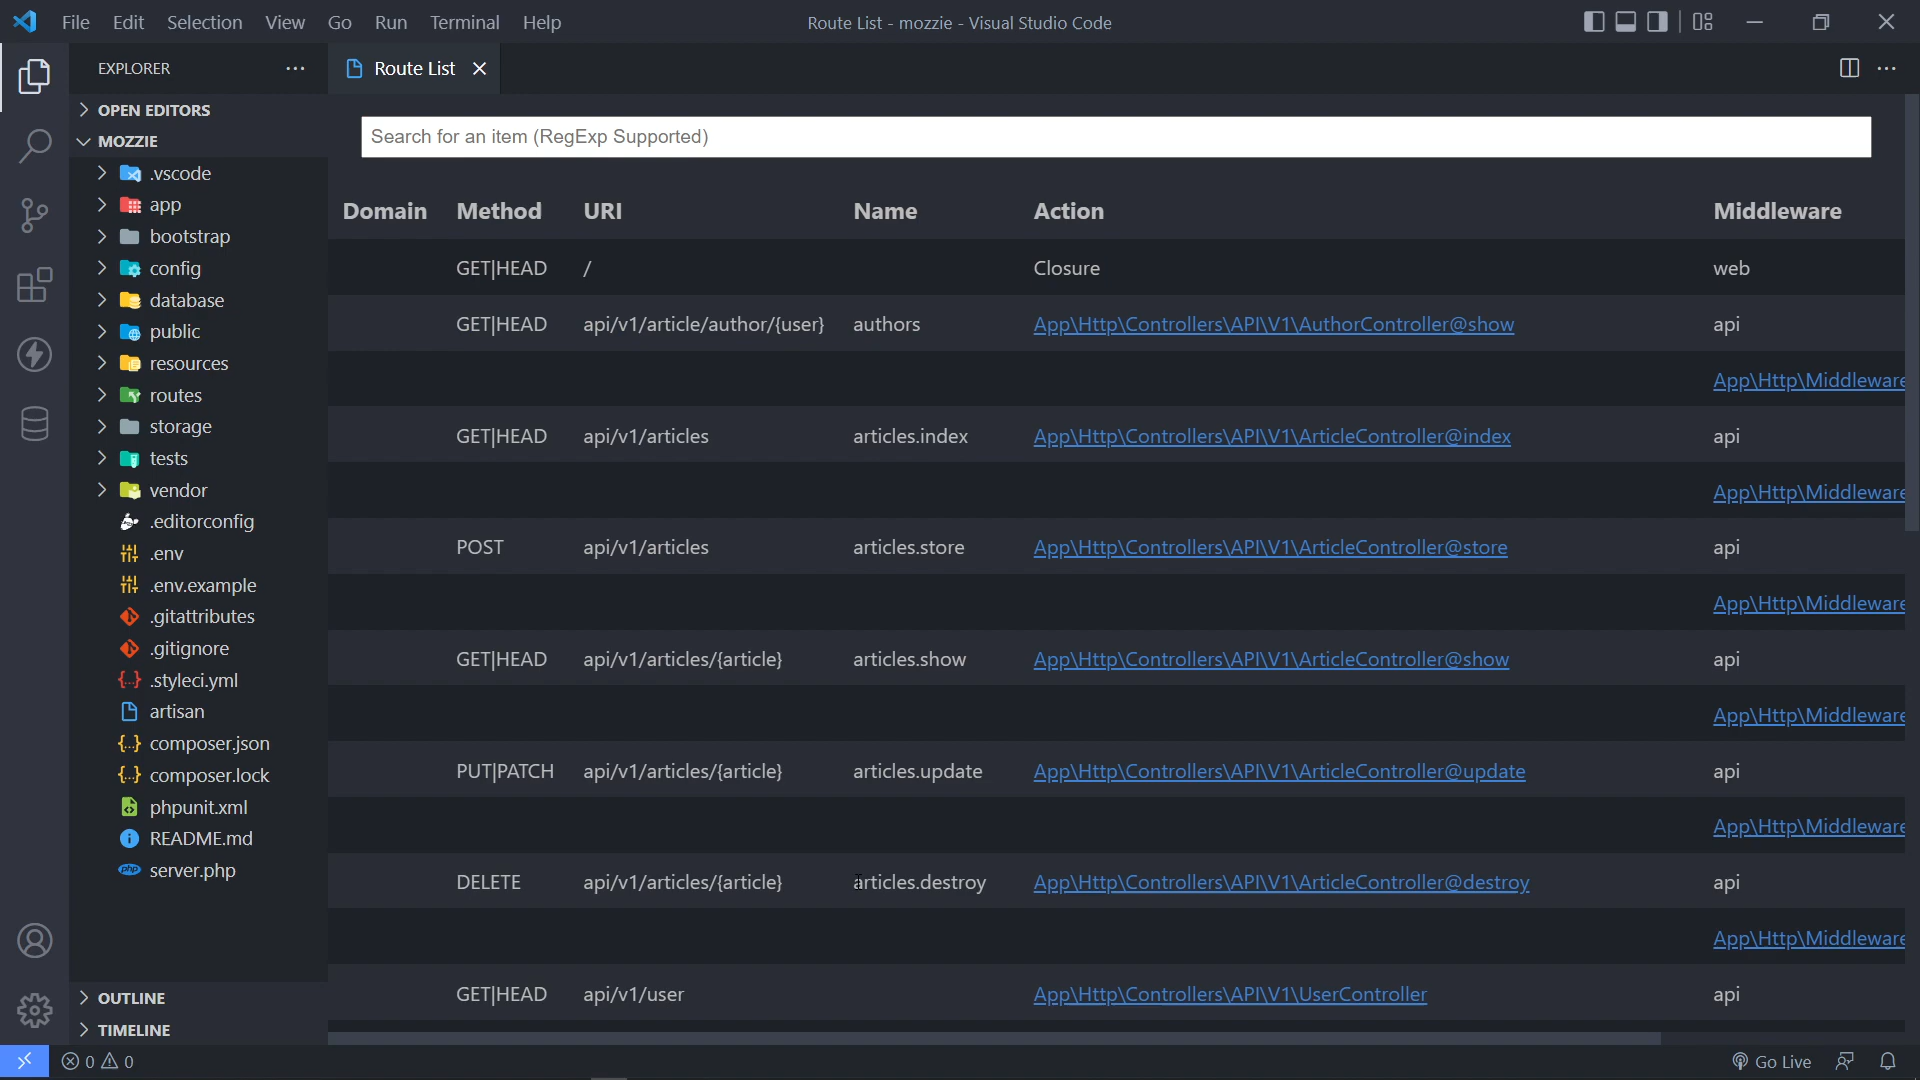 File Edit Selection View Go Run Terminal Help
Route List - mozzie - Visual Studio Code
EXPLORER
Route List
OPEN EDITORS
MOZZIE
.vscode
app
bootstrap
config
database
public
resources
routes
storage
tests
vendor
.editorconfig
.env
.env.example
.gitattributes
.gitignore
.styleci.yml
artisan
composer.json
composer.lock
phpunit.xml
README.md
server.php
OUTLINE
TIMELINE
Search for an item (RegExp Supported)
Domain Method URI Name Action Middleware
GET|HEAD / Closure web
GET|HEAD api/v1/article/author/{user} authors App\Http\Controllers\API\V1\AuthorController@show api
App\Http\Middleware
GET|HEAD api/v1/articles articles.index App\Http\Controllers\API\V1\ArticleController@index api
App\Http\Middleware
POST api/v1/articles articles.store App\Http\Controllers\API\V1\ArticleController@store api
App\Http\Middleware
GET|HEAD api/v1/articles/{article} articles.show App\Http\Controllers\API\V1\ArticleController@show api
App\Http\Middleware
PUT|PATCH api/v1/articles/{article} articles.update App\Http\Controllers\API\V1\ArticleController@update api
App\Http\Middleware
DELETE api/v1/articles/{article} articles.destroy App\Http\Controllers\API\V1\ArticleController@destroy api
App\Http\Middleware
GET|HEAD api/v1/user App\Http\Controllers\API\V1\UserController api
0 0 Go Live